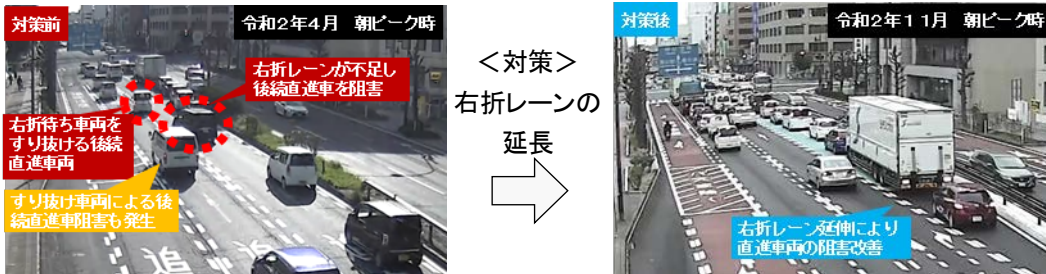 対策前
令和2年4月 朝ピーク時
右折レーンが不足し
後続直進車を阻害
右折待ち車両を
すり抜ける後続
直進車両
すり抜け車両による後
続直進車阻害も発生
追
＜対策＞
右折レーンの
延長
対策後
令和2年11月 朝ピーク時
右折レーン延伸により
直進車両の阻害改善